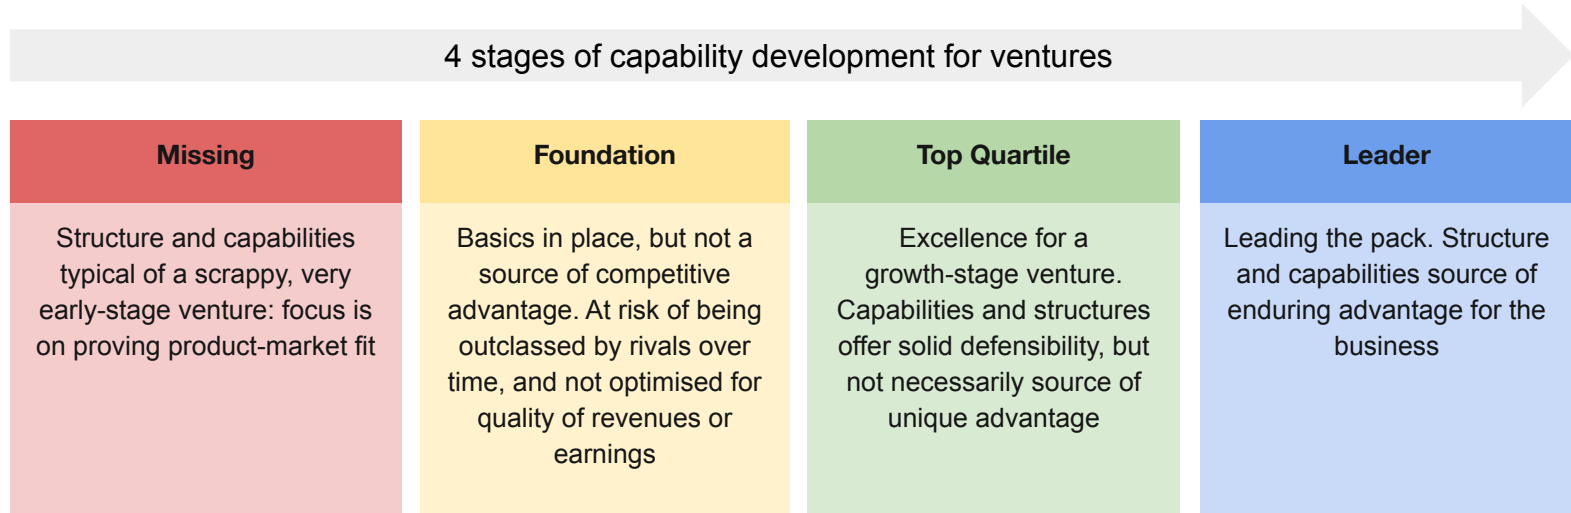 4 stages of capability development for ventures
Missing
Structure and capabilities
typical of a scrappy, very
early-stage venture: focus is
on proving product-market fit
Foundation
Basics in place, but not a
source of competitive
advantage. At risk of being
outclassed by rivals over
time, and not optimised for
quality of revenues or
earnings
Top Quartile
Excellence for a
growth-stage venture.
Capabilities and structures
offer solid defensibility, but
not necessarily source of
unique advantage
Leader
Leading the pack. Structure
and capabilities source of
enduring advantage for the
business